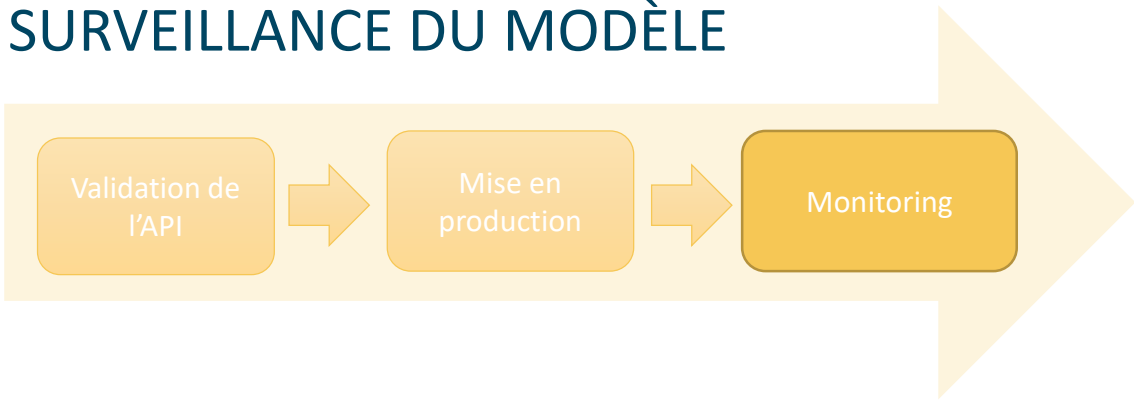 SURVEILLANCE DU MODÈLE
Validation de
l’API
Mise en
production
Monitoring